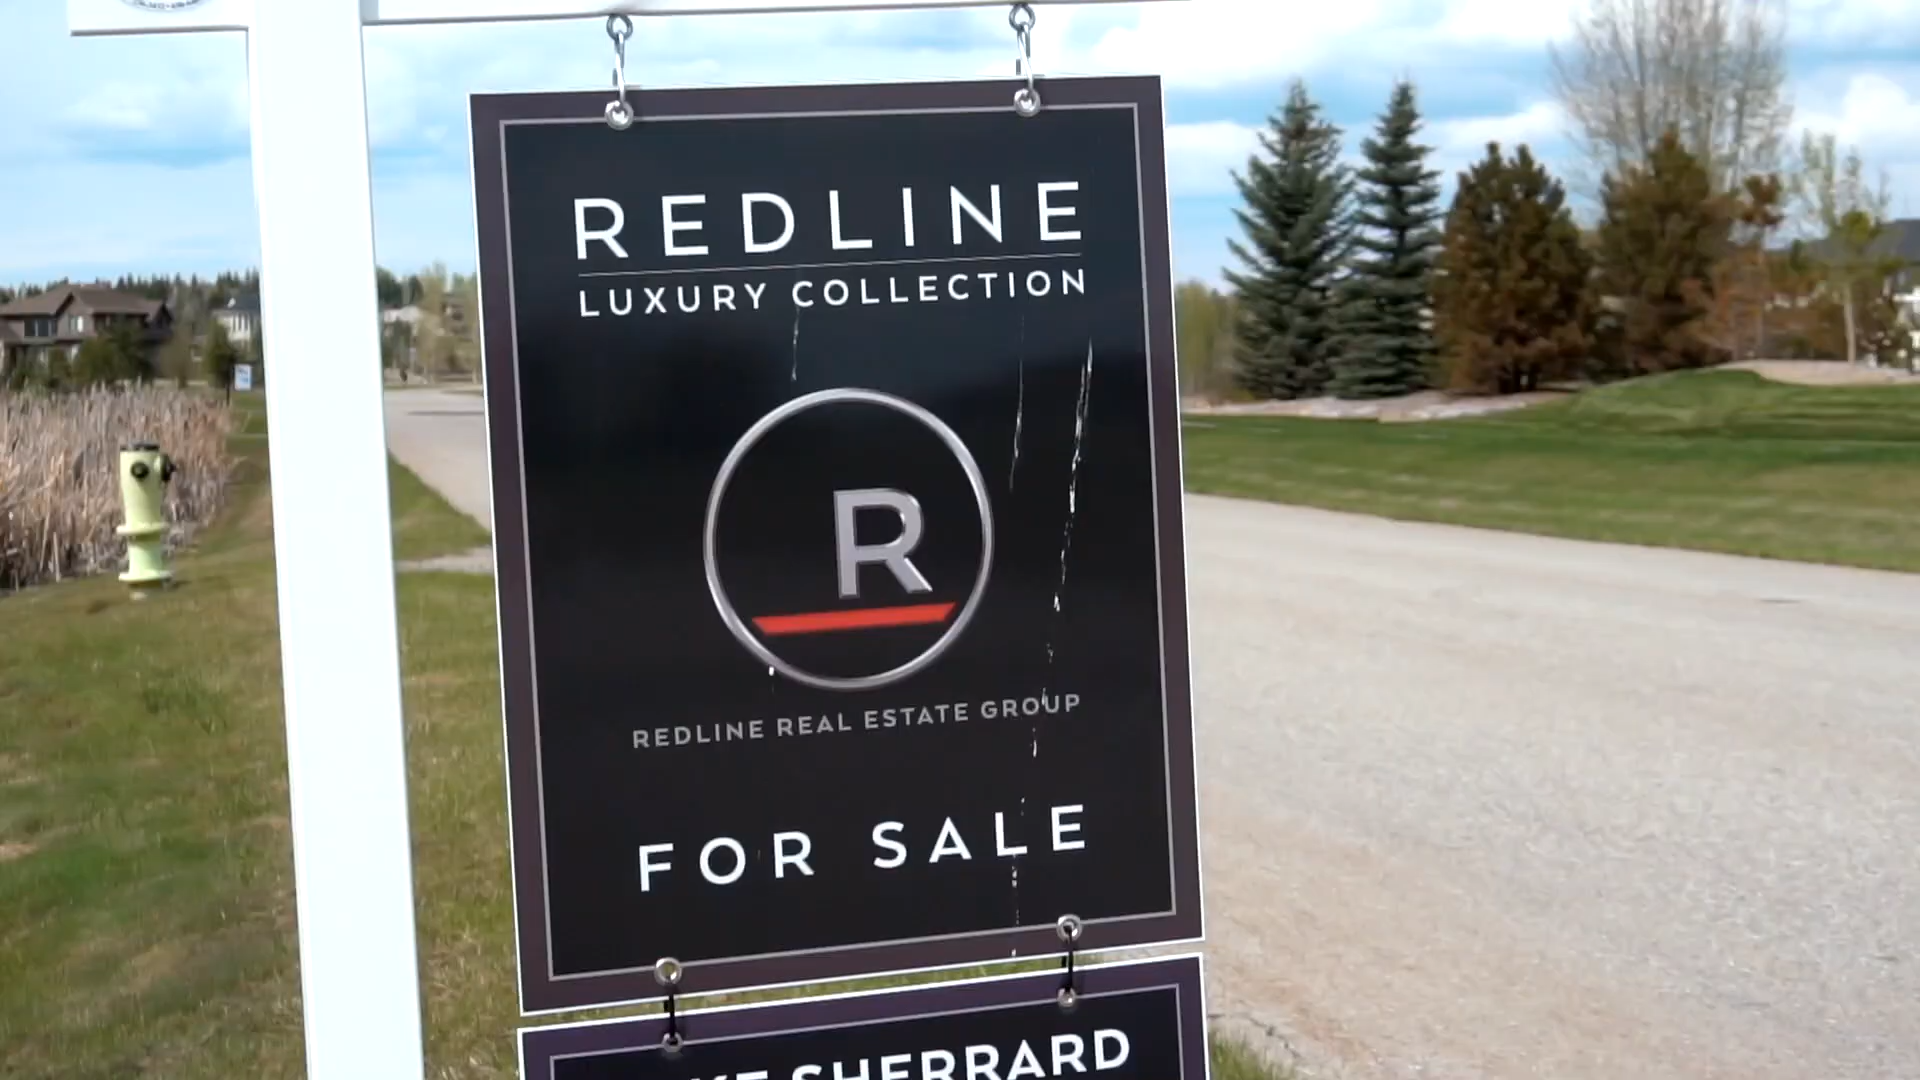 REDLINE
LUXURY COLLECTION
R
REDLINE REAL ESTATE GROUP
FOR SALE
SHERRARD